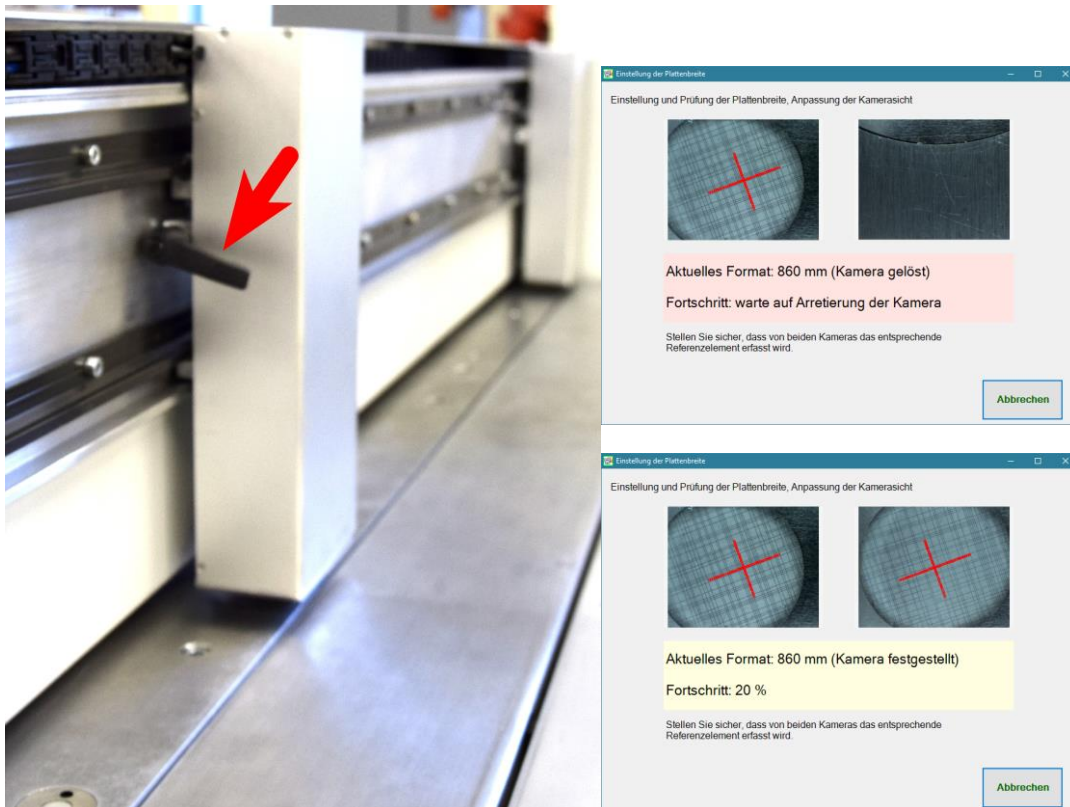 Einstellung der Plattenbreite
Einstellung und Prüfung der Plattenbreite, Anpassung der Kamerasicht
Aktuelles Format: 860 mm (Kamera gelöst)
Fortschritt: warte auf Arretierung der Kamera
Stellen Sie sicher, dass von beiden Kameras das entsprechende
Referenzelement erfasst wird.
Abbrechen
Einstellung der Plattenbreite
Einstellung und Prüfung der Plattenbreite, Anpassung der Kamerasicht
Aktuelles Format: 860 mm (Kamera festgestellt)
Fortschritt: 20 %
Stellen Sie sicher, dass von beiden Kameras das entsprechende
Referenzelement erfasst wird.
Abbrechen